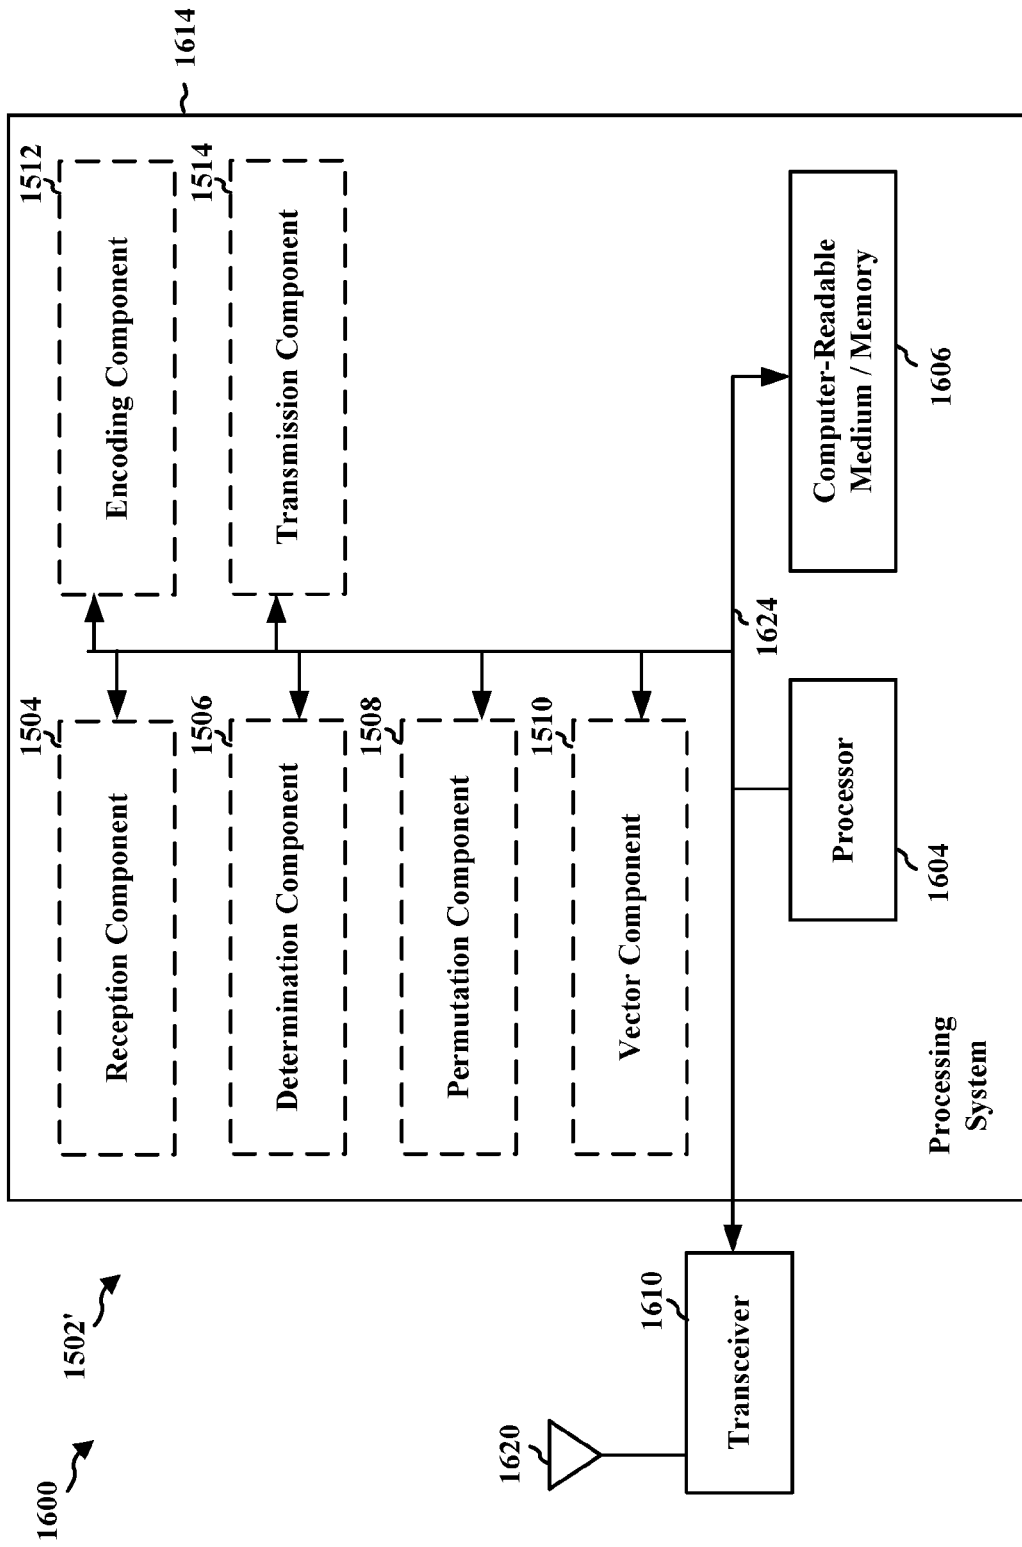 1600
1502'
1614
1504
Reception Component
1512
Encoding Component
1506
Determination Component
1514
Transmission Component
1508
Permutation Component
1510
Vector Component
1620
1610
Transceiver
1624
Processor
1604
Computer-Readable
Medium / Memory
1606
Processing
System